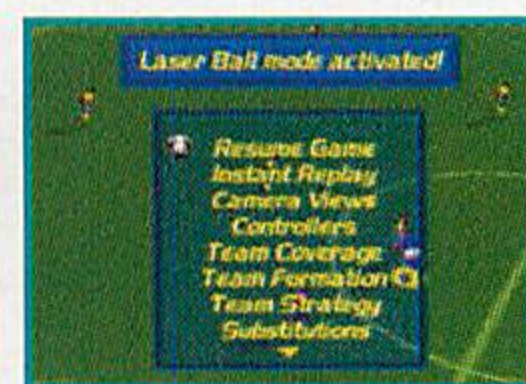 Laser Ball mode activated!
Resume Game
Instant Replay
Camera Views
Controllers
Team Coverage
Team Formation
Team Strategy
Substitutions